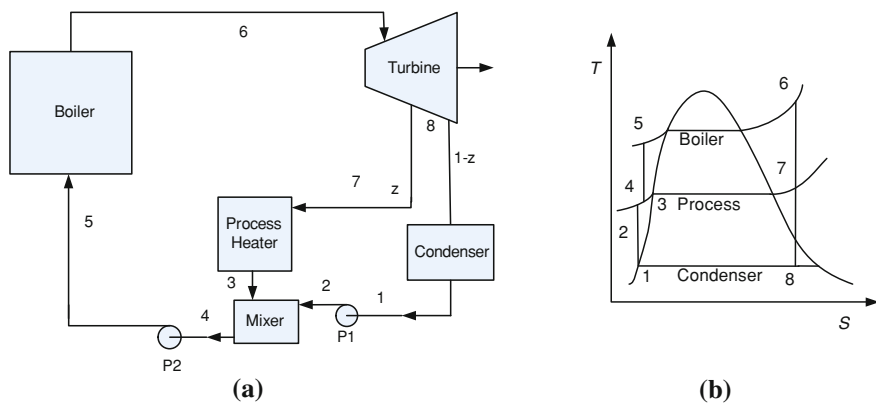 6
Turbine
Boiler
8
1-z
7
z
5
Process
Heater
Condenser
3
2
1
Mixer
4
P1
P2
(a)
T
6
5
Boiler
7
4
3
Process
2
1
Condenser
8
S
(b)